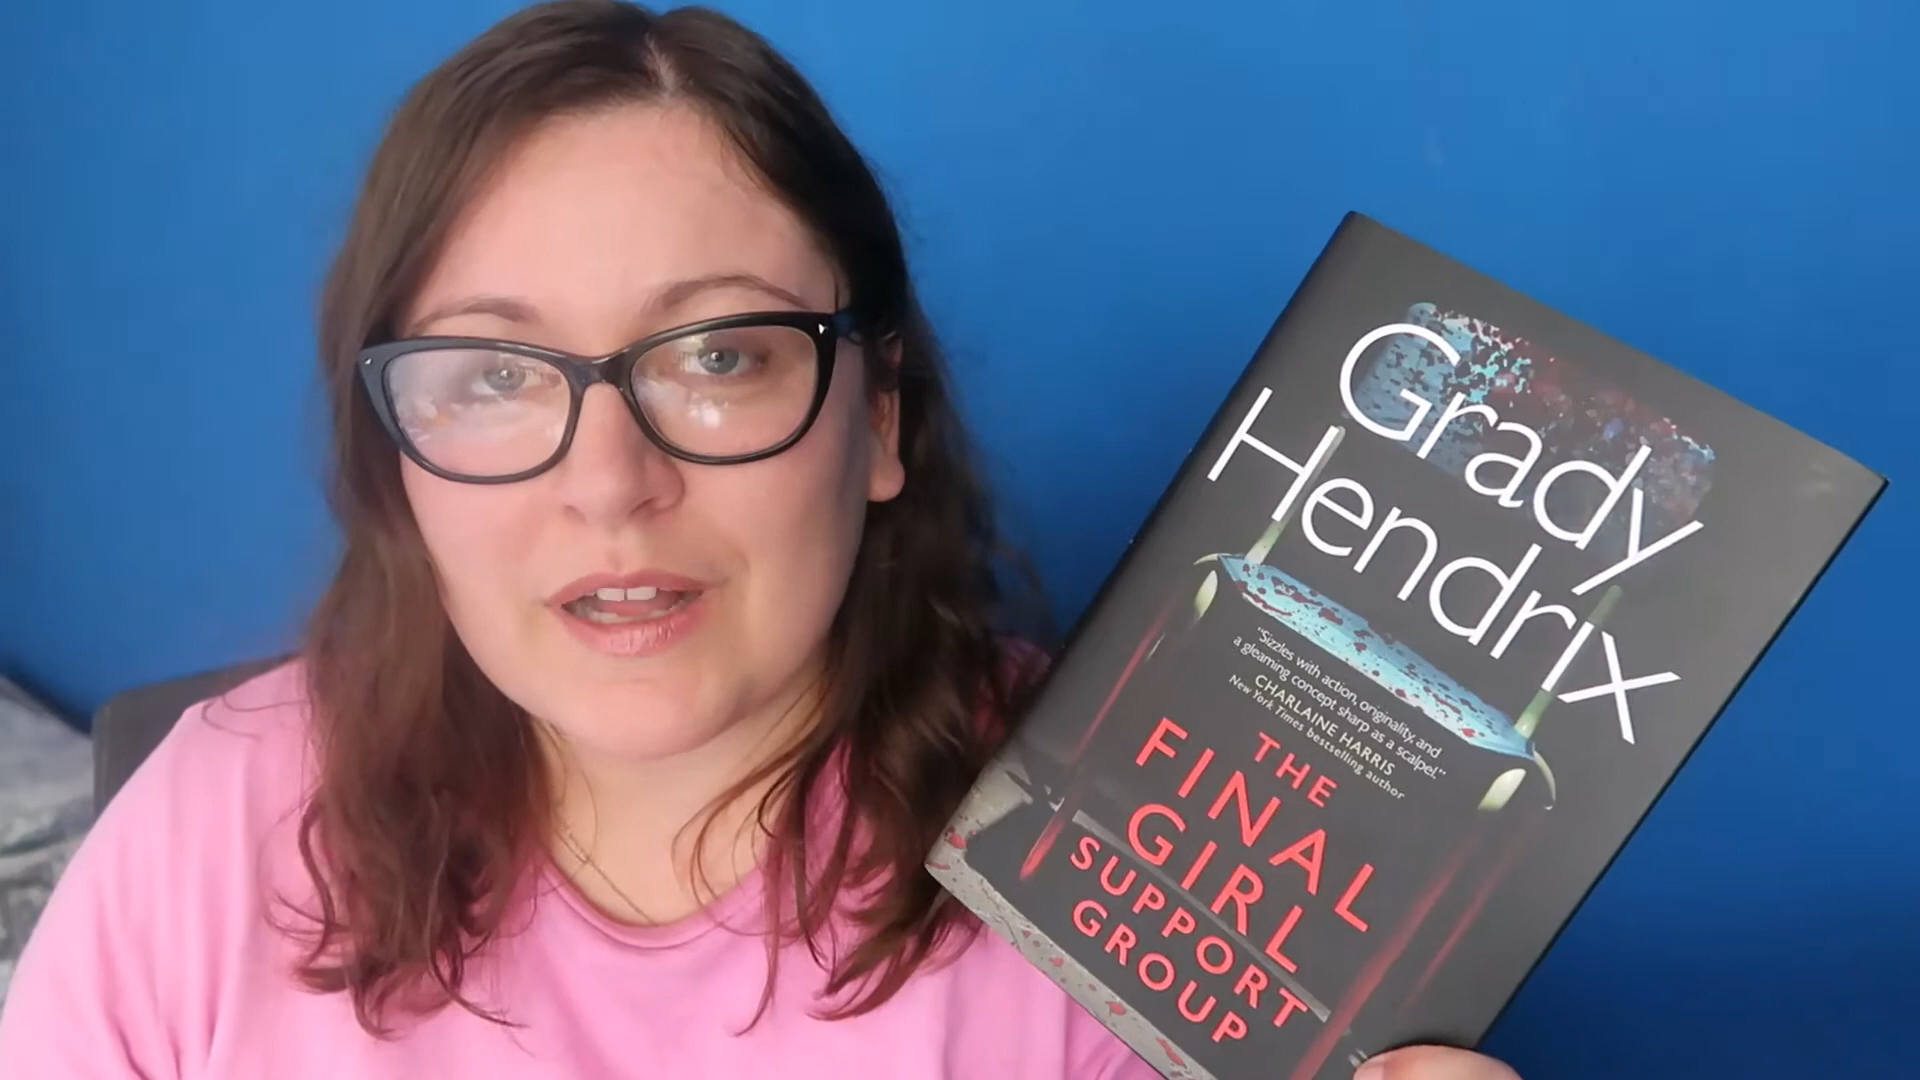 Grady
Hendrix
"Sizzles with action, originality, and
a gleaming concept sharp as a scalpel."
CHARLAINE HARRIS
New York Times bestselling author
THE
FINAL
GIRL
SUPPORT
GROUP